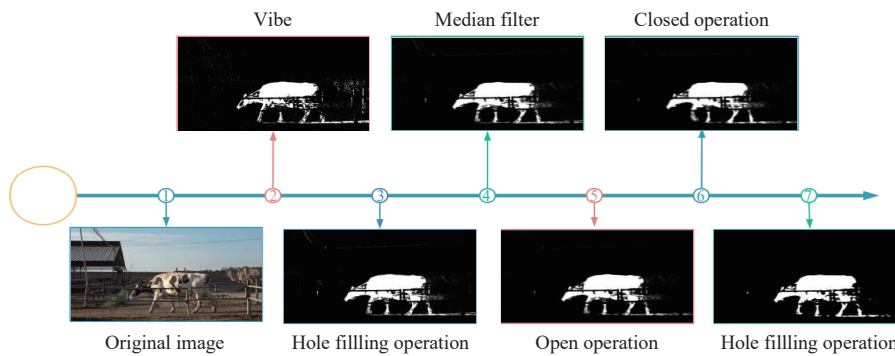 Vibe
Median filter
Closed operation
1
2
3
4
5
6
7
Original image
Hole fillling operation
Open operation
Hole fillling operation